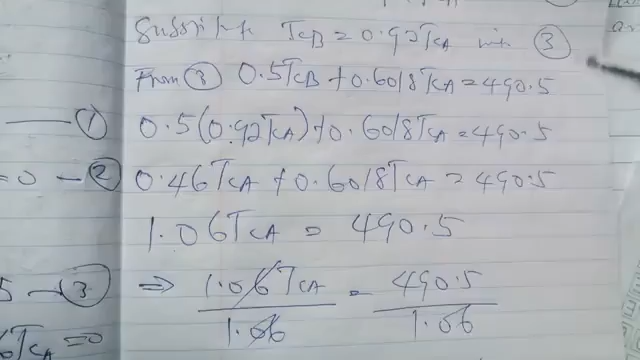 Substitute TCB = 0.92TCA into ③
From ③ 0.5TCB + 0.6018TCA = 490.5
— ① 0.5(0.92TCA) + 0.6018TCA = 490.5
=0 — ② 0.46TCA + 0.6018TCA = 490.5
1.06TCA = 490.5
5 — ③ ⇒ 1.06TCA/1.06 = 490.5/1.06
TCA = 0